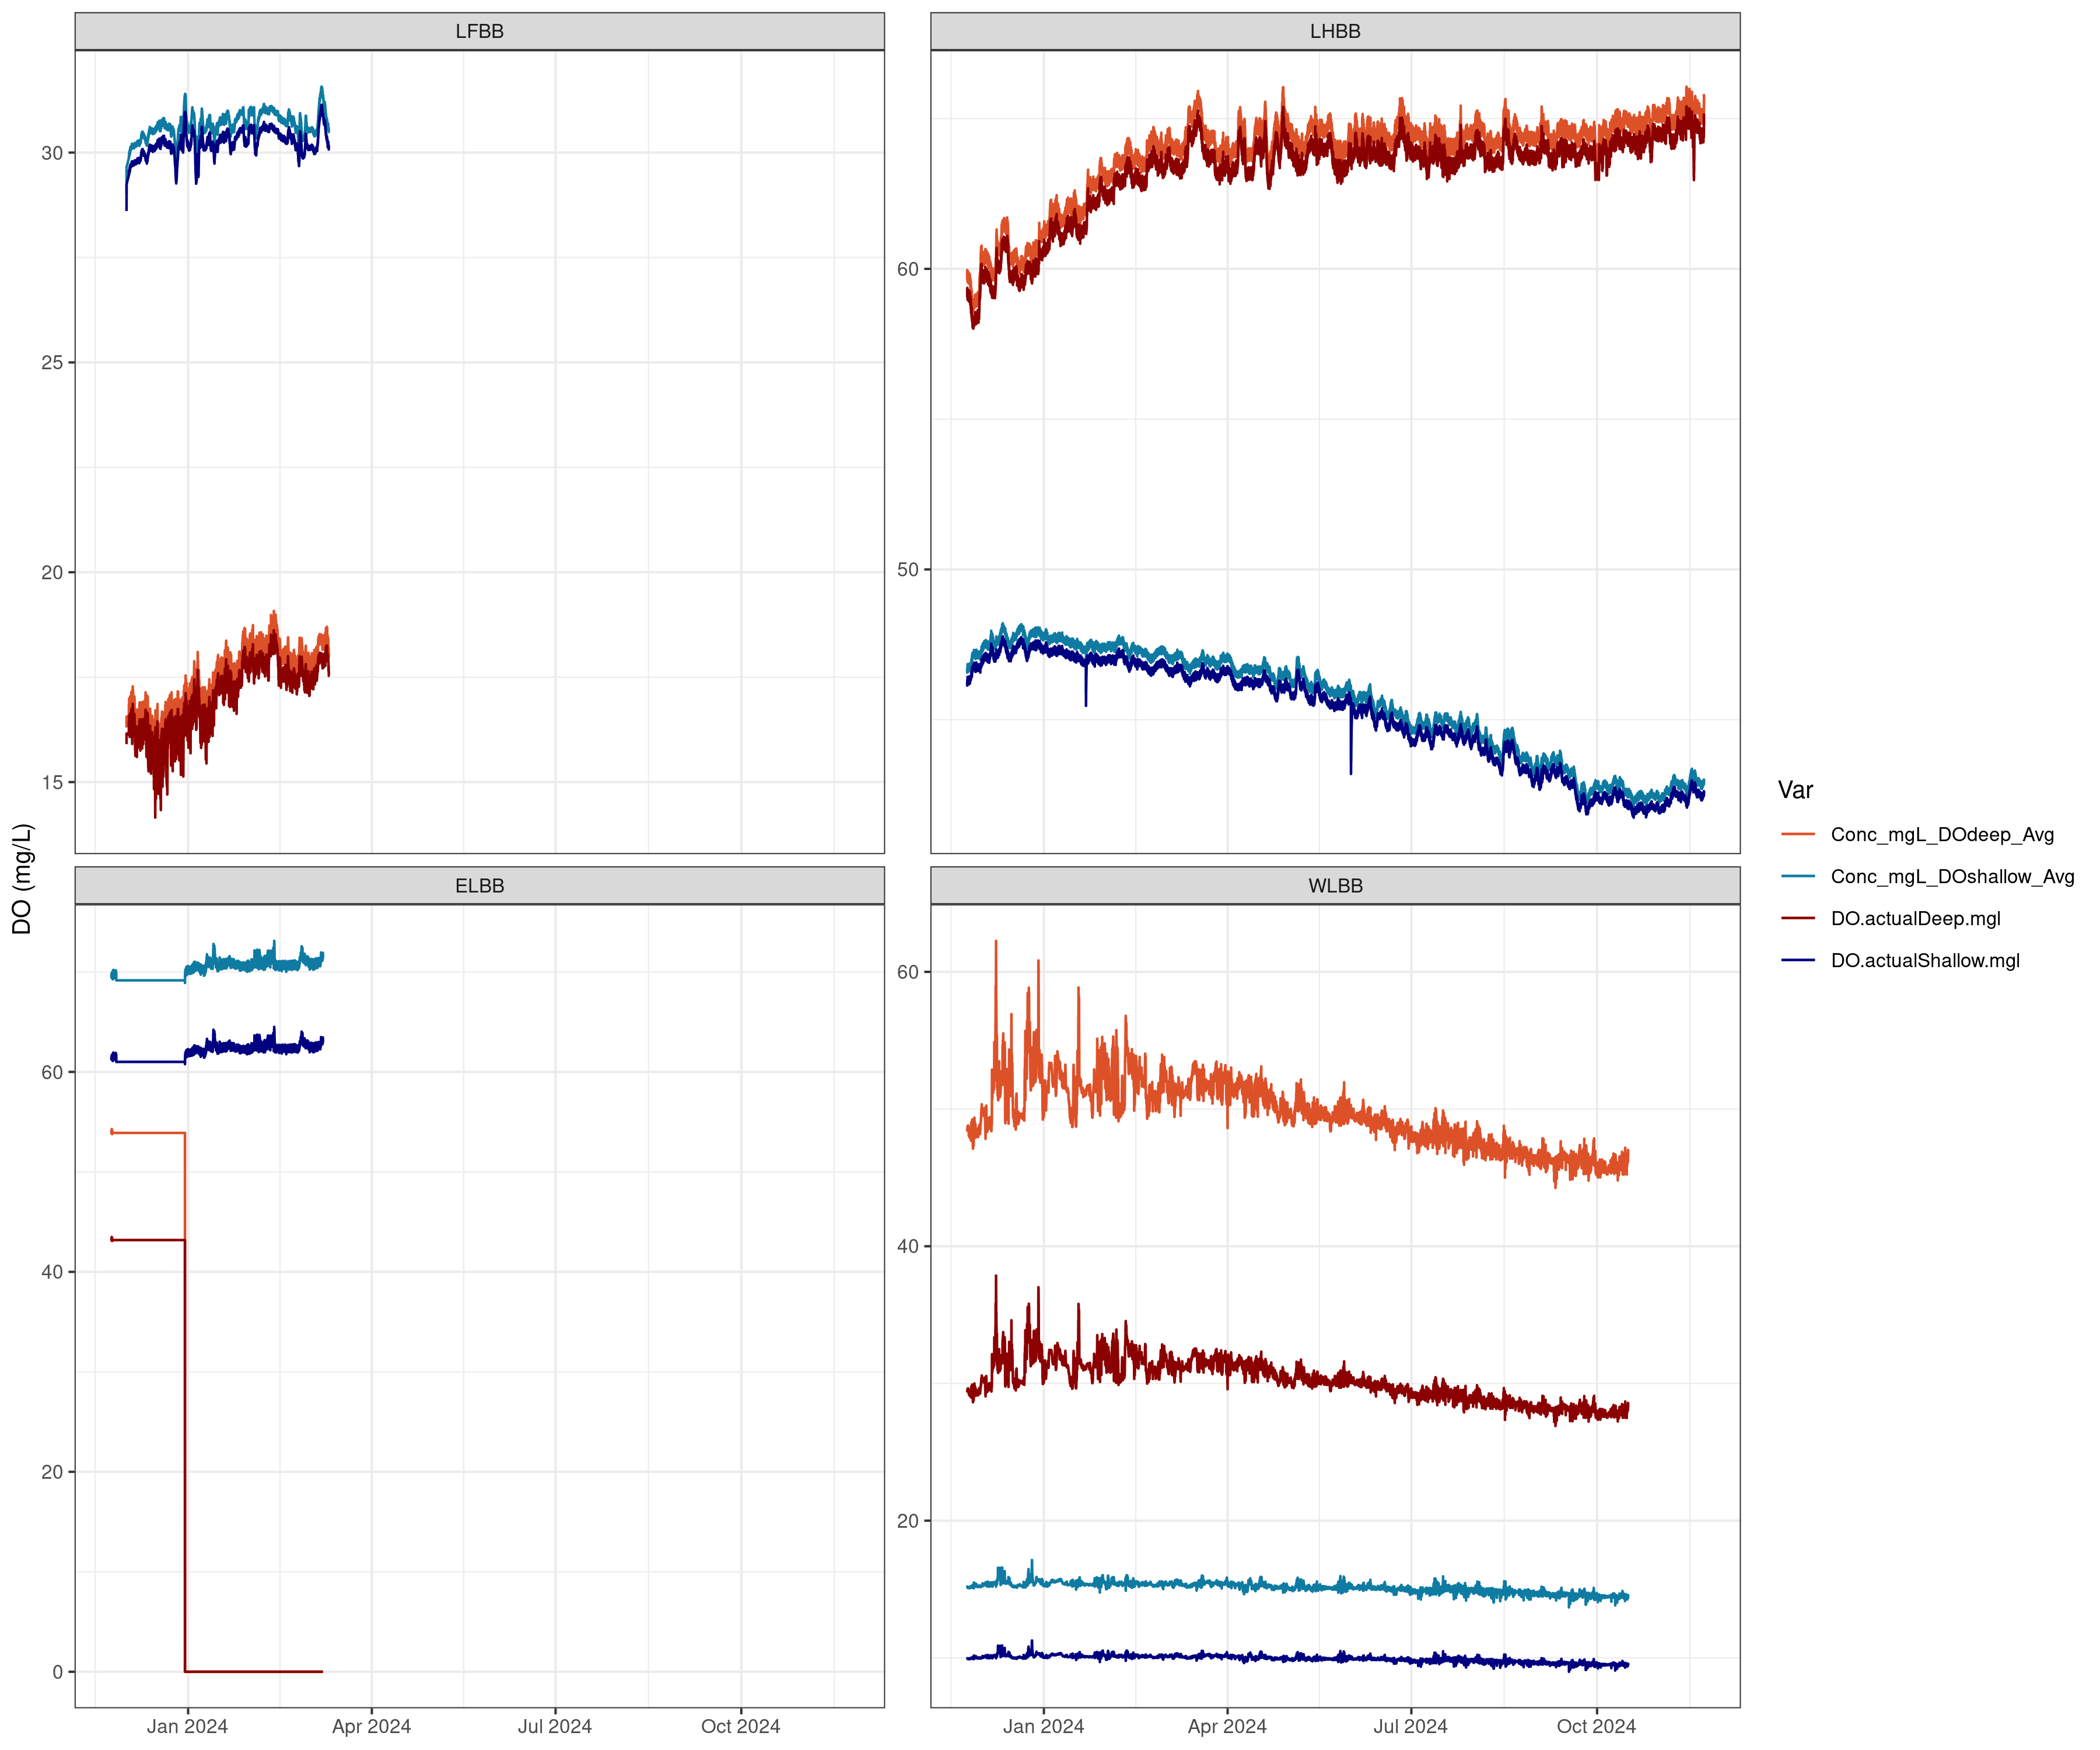 LFBB
LHBB
30
25
20
15
60
50
DO (mg/L)
ELBB
WLBB
60
40
20
0
60
40
20
Jan 2024 Apr 2024 Jul 2024 Oct 2024
Jan 2024 Apr 2024 Jul 2024 Oct 2024
Var
Conc_mgL_DOdeep_Avg
Conc_mgL_DOshallow_Avg
DO.actualDeep.mgl
DO.actualShallow.mgl